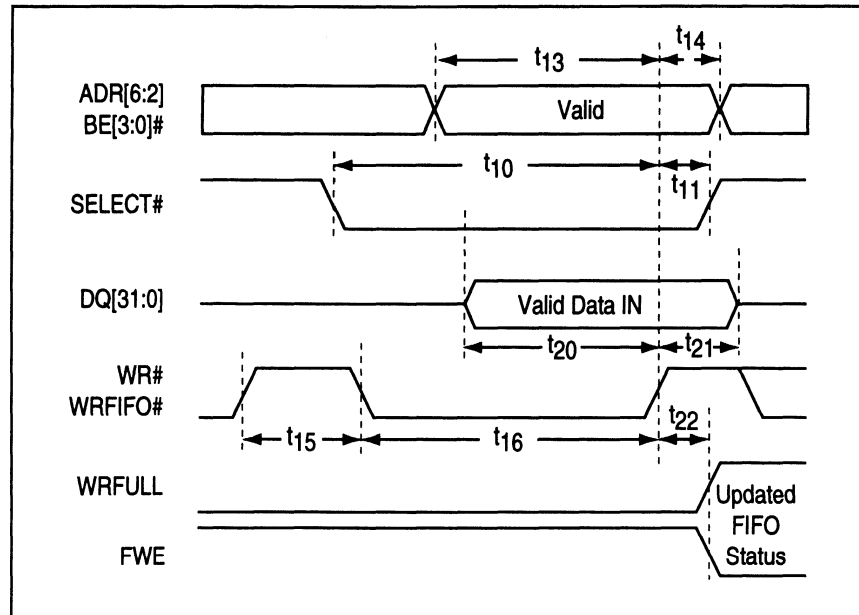 t13
t14
ADR[6:2]
BE[3:0]#
Valid
t10
t11
SELECT#
DQ[31:0]
Valid Data IN
t20
t21
WR#
WRFIFO#
t15
t16
t22
WRFULL
FWE
Updated
FIFO
Status